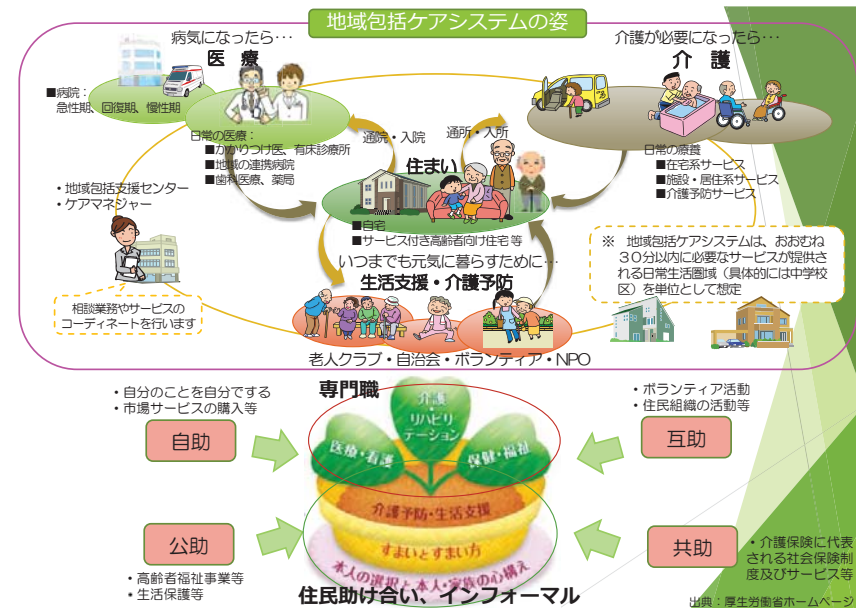 地域包括ケアシステムの姿
病気になったら…
医　療
介護が必要になったら…
介　護
■病院：
急性期、回復期、慢性期
日常の医療：
■かかりつけ医、有床診療所
■地域の連携病院
■歯科医療、薬局
通院・入院
通所・入所
住まい
日常の療養
■在宅系サービス
■施設・居住系サービス
■介護予防サービス
・地域包括支援センター
・ケアマネジャー
■自宅
■サービス付き高齢者向け住宅 等
相談業務やサービスの
コーディネートを行います
いつまでも元気に暮らすために…
生活支援・介護予防
※　地域包括ケアシステムは、おおむね
３０分以内に必要なサービスが提供さ
れる日常生活圏域（具体的には中学校
区）を単位として想定
老人クラブ・自治会・ボランティア・NPO
専門職
・自分のことを自分でする
・市場サービスの購入等
自助
・ボランティア活動
・住民組織の活動等
互助
介護
・
リハビリ
テーション
医療・看護
保健・福祉
介護予防・生活支援
すまいとすまい方
本人の選択と本人・家族の心構え
公助
・高齢者福祉事業等
・生活保護等
共助
・介護保険に代表
される社会保険制
度及びサービス等
住民助け合い、インフォーマル
出典：厚生労働省ホームページ